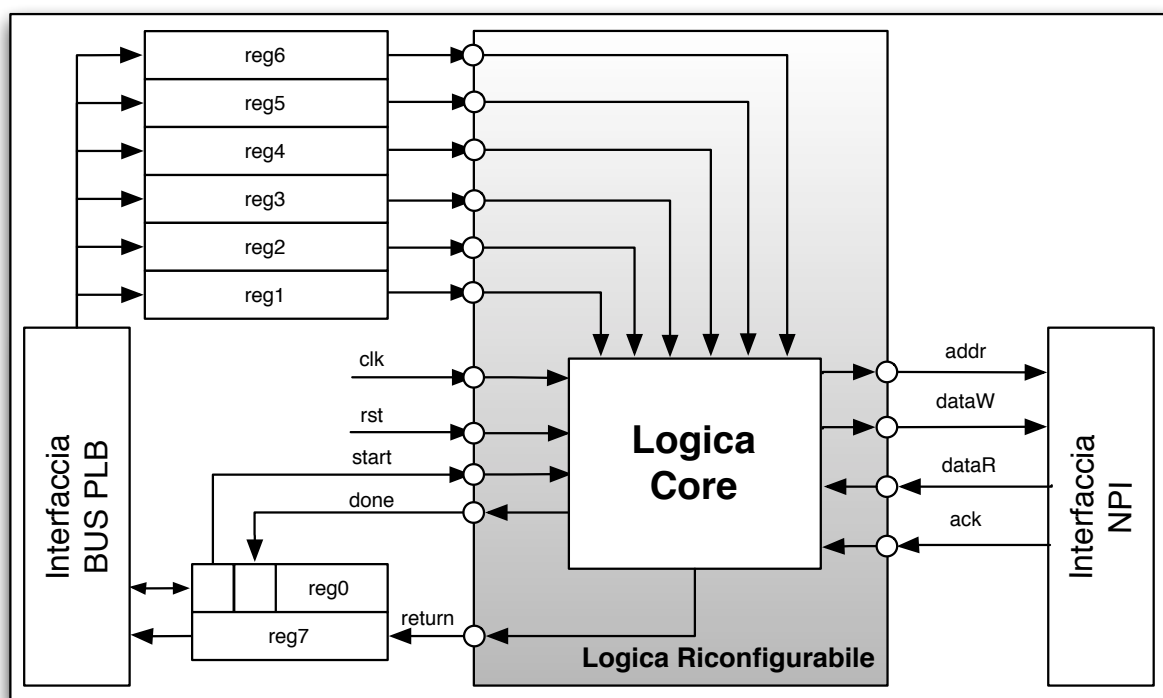 reg6
reg5
reg4
reg3
reg2
reg1
clk
rst
start
done
reg0
reg7
return
Interfaccia
BUS PLB
Logica
Core
Logica Riconfigurabile
addr
dataW
dataR
ack
Interfaccia
NPI